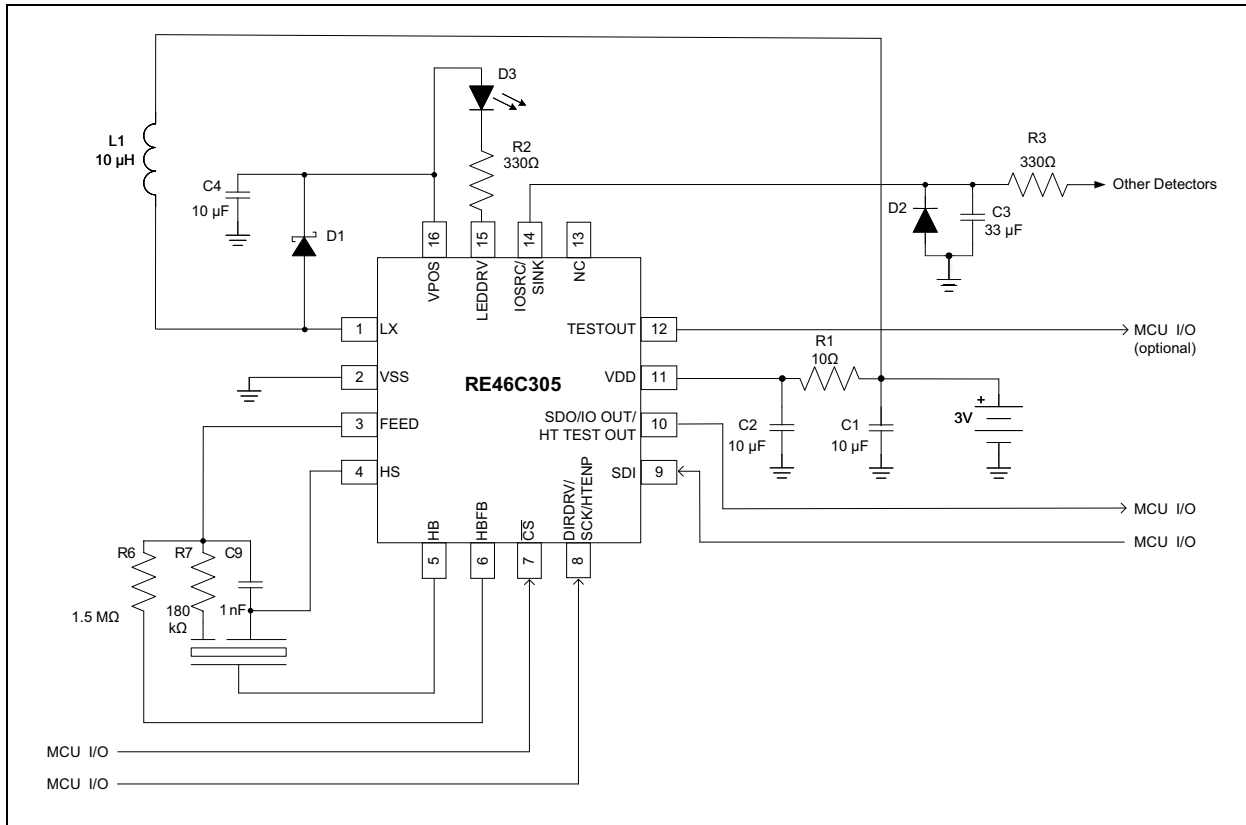 D3
L1
10 µH
R2
330Ω
R3
330Ω
C4
10 µF
Other Detectors
D2
C3
33 µF
D1
16
15
14
13
VPOS
LEDDRV
IOSRC/
SINK
NC
1
LX
TESTOUT
12
MCU I/O
(optional)
R1
10Ω
2
VSS
RE46C305
VDD
11
3
FEED
SDO/IO OUT/
HT TEST OUT
10
C2
10 µF
C1
10 µF
+
3V
4
HS
SDI
9
HB
HBFB
CS
DIRDRV/
SCK/HTENP
5
6
7
8
MCU I/O
MCU I/O
R6
R7
C9
1.5 MΩ
180
kΩ
1 nF
MCU I/O
MCU I/O